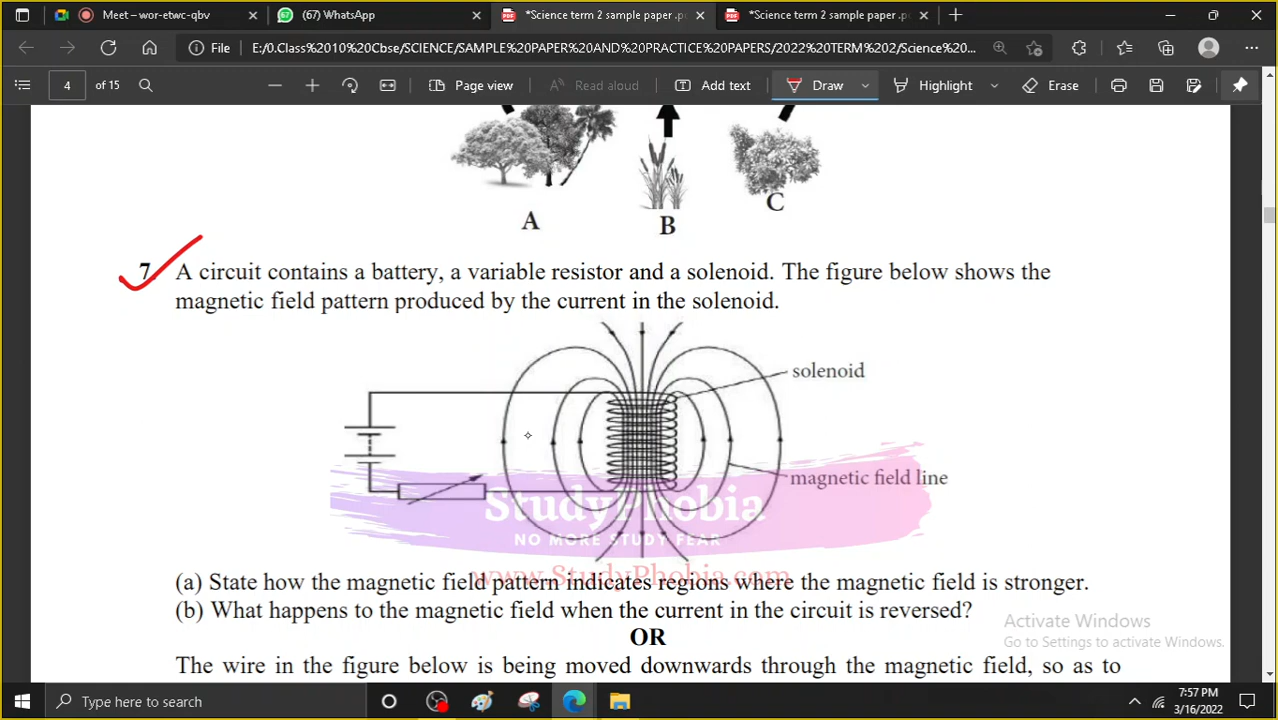 Meet – wor-etwc-qbv
(67) WhatsApp
*Science term 2 sample paper .p
*Science term 2 sample paper .p
File
E:/0.Class%2010%20Cbse/SCIENCE/SAMPLE%20PAPER%20AND%20PRACTICE%20PAPERS/2022%20TERM%202/Science%20...
4 of 15
Page view
Read aloud
Add text
Draw
Highlight
Erase
A
B
C
7 A circuit contains a battery, a variable resistor and a solenoid. The figure below shows the
magnetic field pattern produced by the current in the solenoid.
solenoid
magnetic field line
StudyPhobia
NO MORE STUDY FEAR
www.StudyPhobia.com
(a) State how the magnetic field pattern indicates regions where the magnetic field is stronger.
(b) What happens to the magnetic field when the current in the circuit is reversed?
OR
The wire in the figure below is being moved downwards through the magnetic field, so as to
Activate Windows
Go to Settings to activate Windows.
Type here to search
7:57 PM
3/16/2022